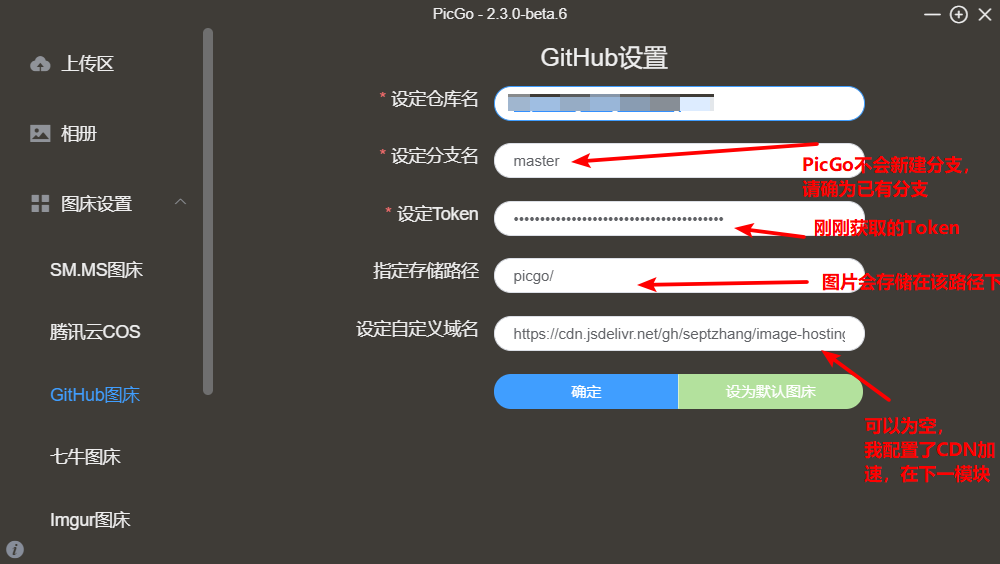 PicGo - 2.3.0-beta.6
上传区
相册
图床设置
SM.MS图床
腾讯云COS
GitHub图床
七牛图床
Imgur图床
GitHub设置
* 设定仓库名
* 设定分支名
master
PicGo不会新建分支，
请确为已有分支
* 设定Token
刚刚获取的Token
指定存储路径
picgo/
图片会存储在该路径下
设定自定义域名
https://cdn.jsdelivr.net/gh/septzhang/image-hosting
确定
设为默认图床
可以为空，
我配置了CDN加
速，在下一模块